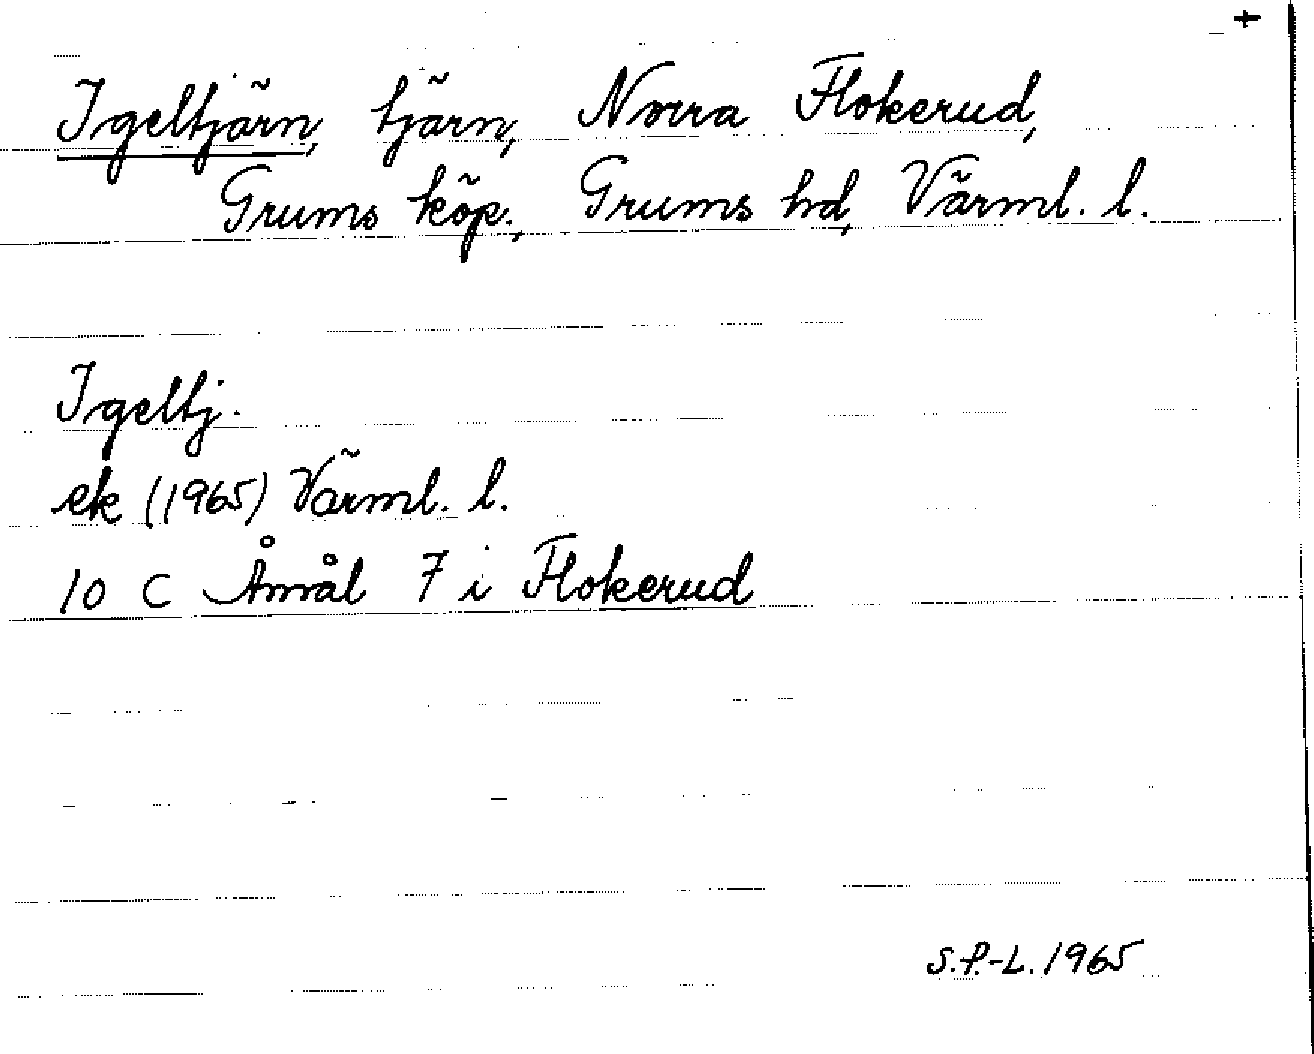 +
Igeltjärn, tjärn, Norra Flokerud,
Grums köp., Grums hd, Värml. l.
Igeltj.
ek (1965) Värml. l.
10 C Åmål 7 i Flokerud
S.P.-L. 1965